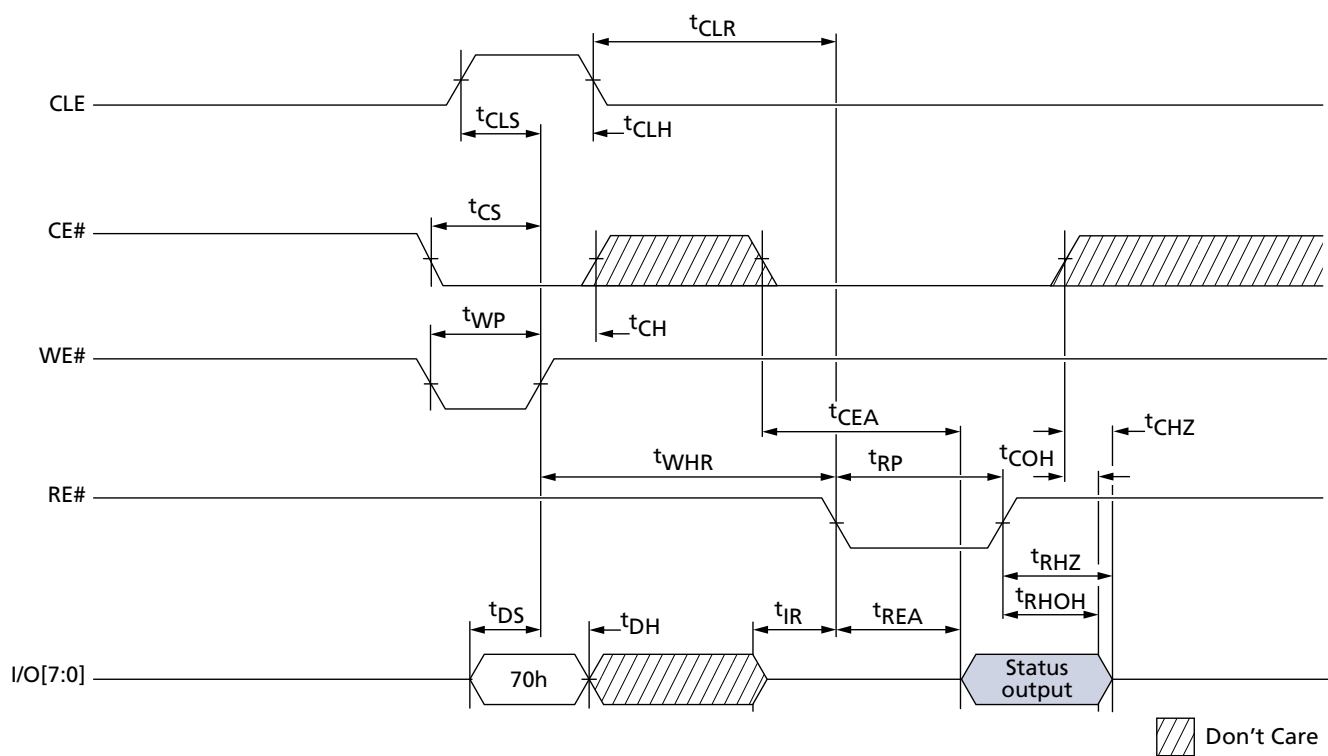 tCLR
CLE
tCLS
tCLH
tCS
CE#
tWP
tCH
WE#
tCEA
tCHZ
tWHR
tRP
tCOH
RE#
tRHZ
tDS
tDH
tIR
tREA
tRHOH
I/O[7:0]
70h
Status
output
Don't Care